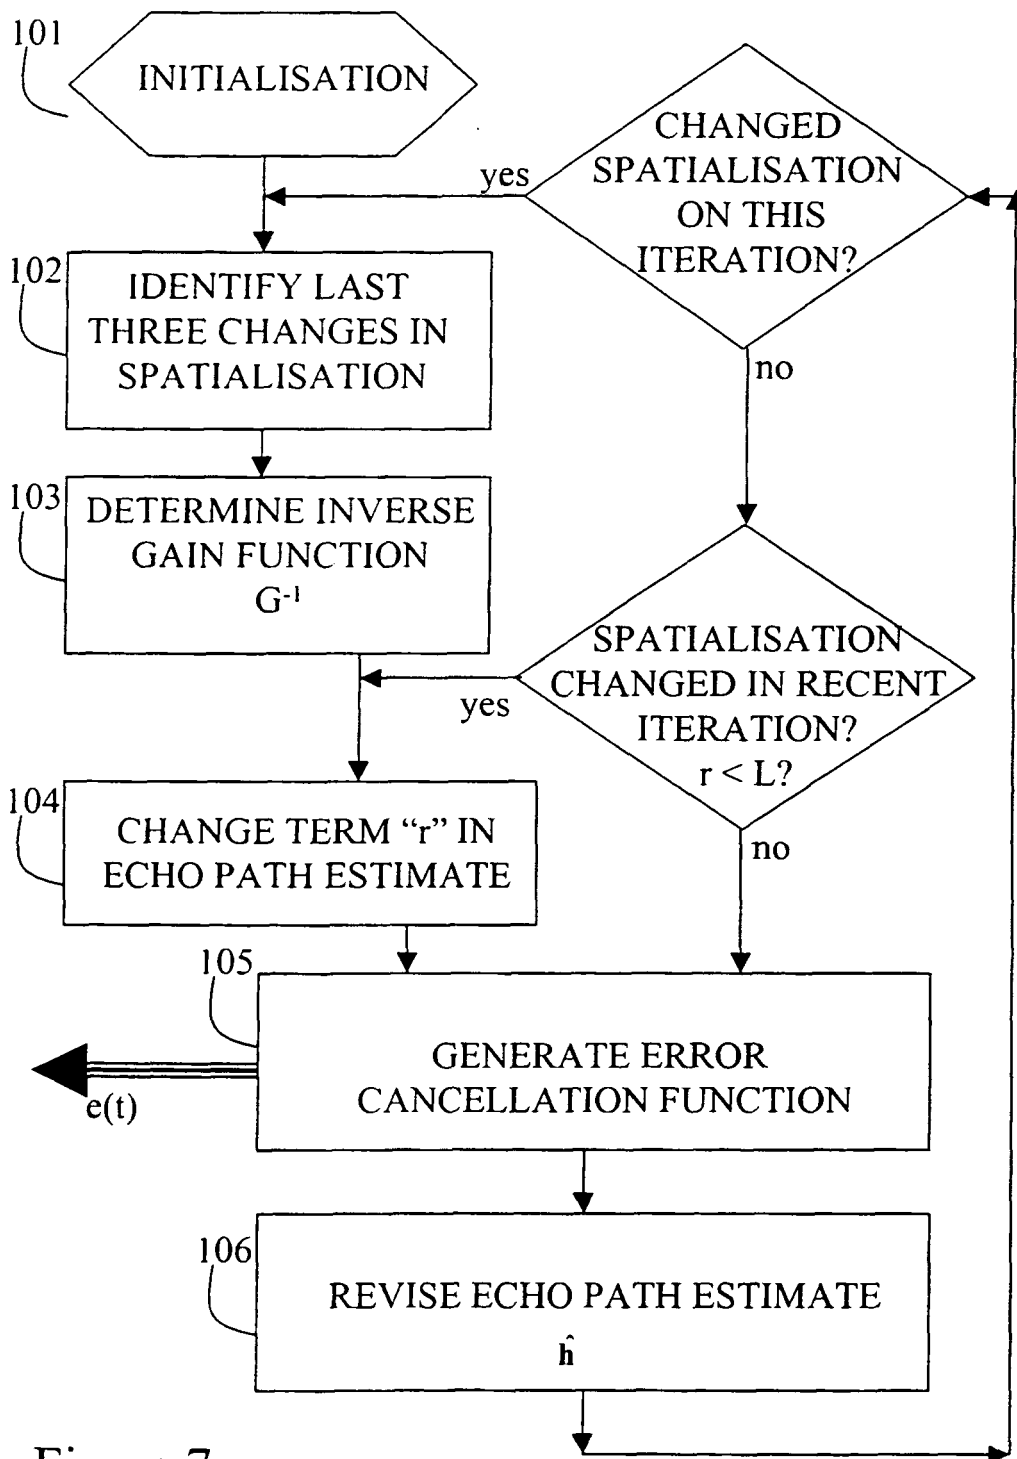 101
INITIALISATION
CHANGED
SPATIALISATION
ON THIS
ITERATION?
yes
no
102
IDENTIFY LAST
THREE CHANGES IN
SPATIALISATION
103
DETERMINE INVERSE
GAIN FUNCTION
G⁻¹
SPATIALISATION
CHANGED IN RECENT
ITERATION?
r < L?
yes
no
104
CHANGE TERM “r” IN
ECHO PATH ESTIMATE
105
GENERATE ERROR
CANCELLATION FUNCTION
e(t)
106
REVISE ECHO PATH ESTIMATE
ĥ
Figure 7